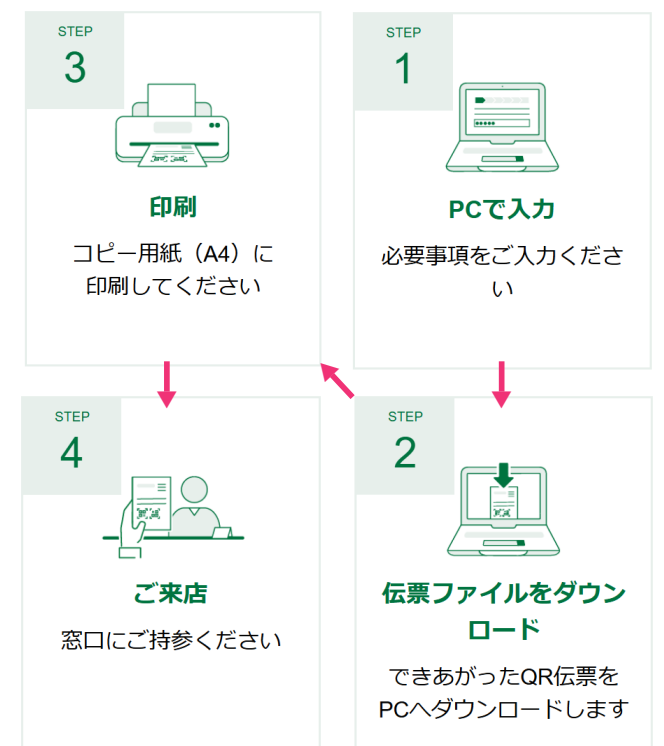 STEP
1
PCで入力
必要事項をご入力くださ
い
STEP
2
伝票ファイルをダウン
ロード
できあがったQR伝票を
PCへダウンロードします
STEP
3
印刷
コピー用紙（A4）に
印刷してください
STEP
4
ご来店
窓口にご持参ください